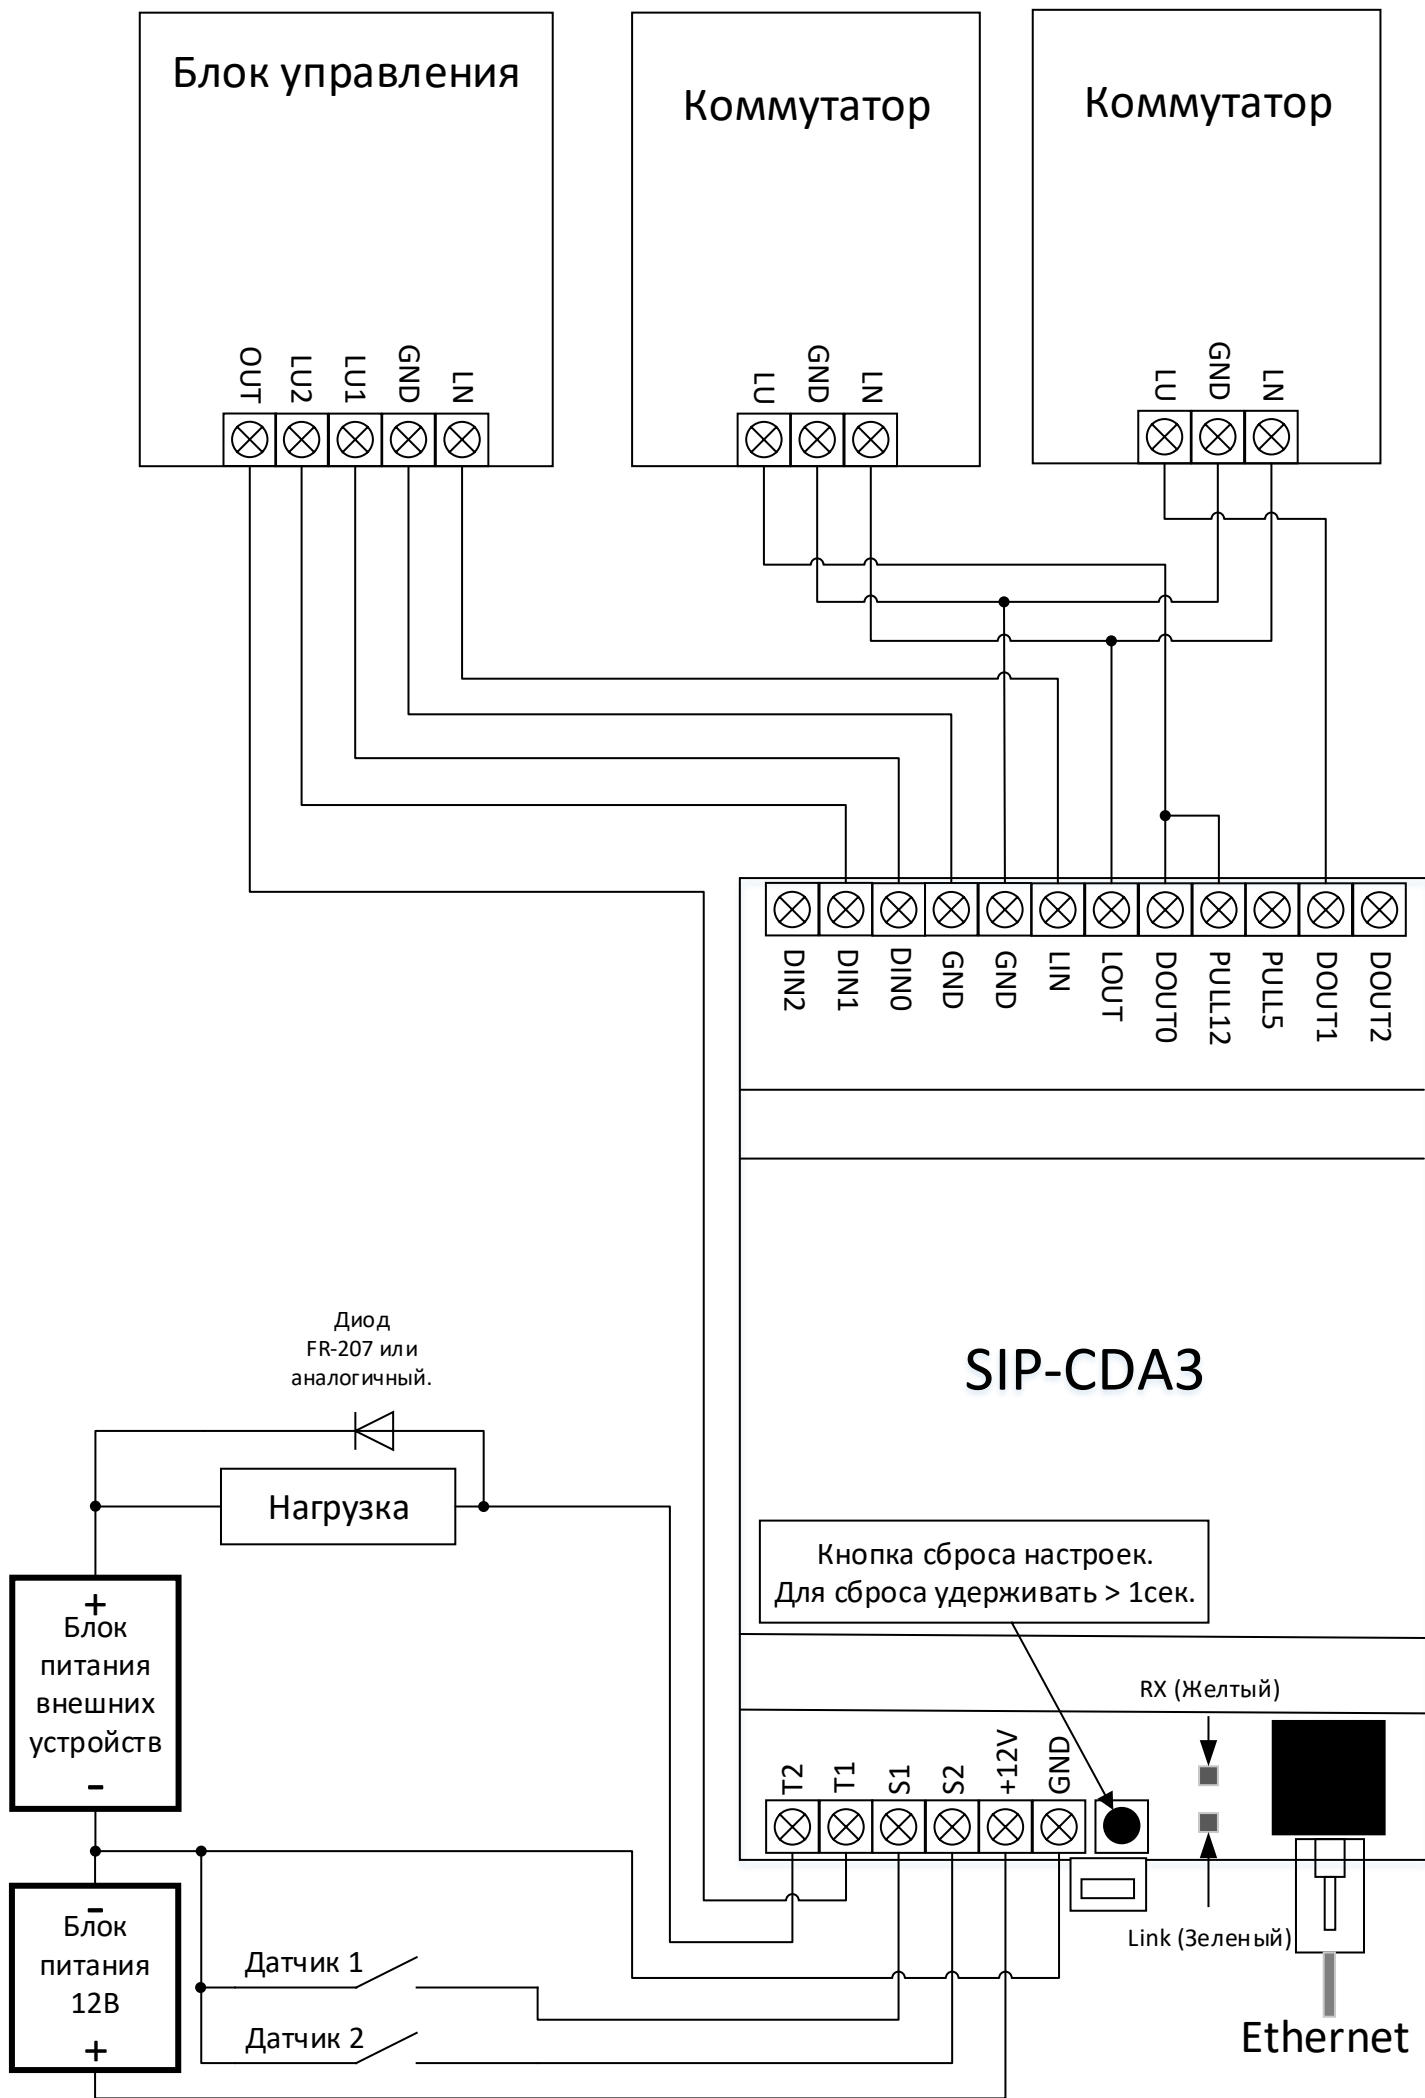 Блок управления
Коммутатор
Коммутатор
OUT
LU2
LU1
GND
LN
LU
GND
LN
LU
GND
LN
DIN2
DIN1
DIN0
GND
GND
LIN
LOUT
DOUT0
PULL12
PULL5
DOUT1
DOUT2
Диод
FR-207 или
аналогичный.
SIP-CDA3
Нагрузка
Кнопка сброса настроек.
Для сброса удерживать > 1сек.
+
Блок
питания
внешних
устройств
-
RX (Желтый)
T2
T1
S1
S2
+12V
GND
-
Блок
питания
12В
+
Link (Зеленый)
Датчик 1
Датчик 2
Ethernet